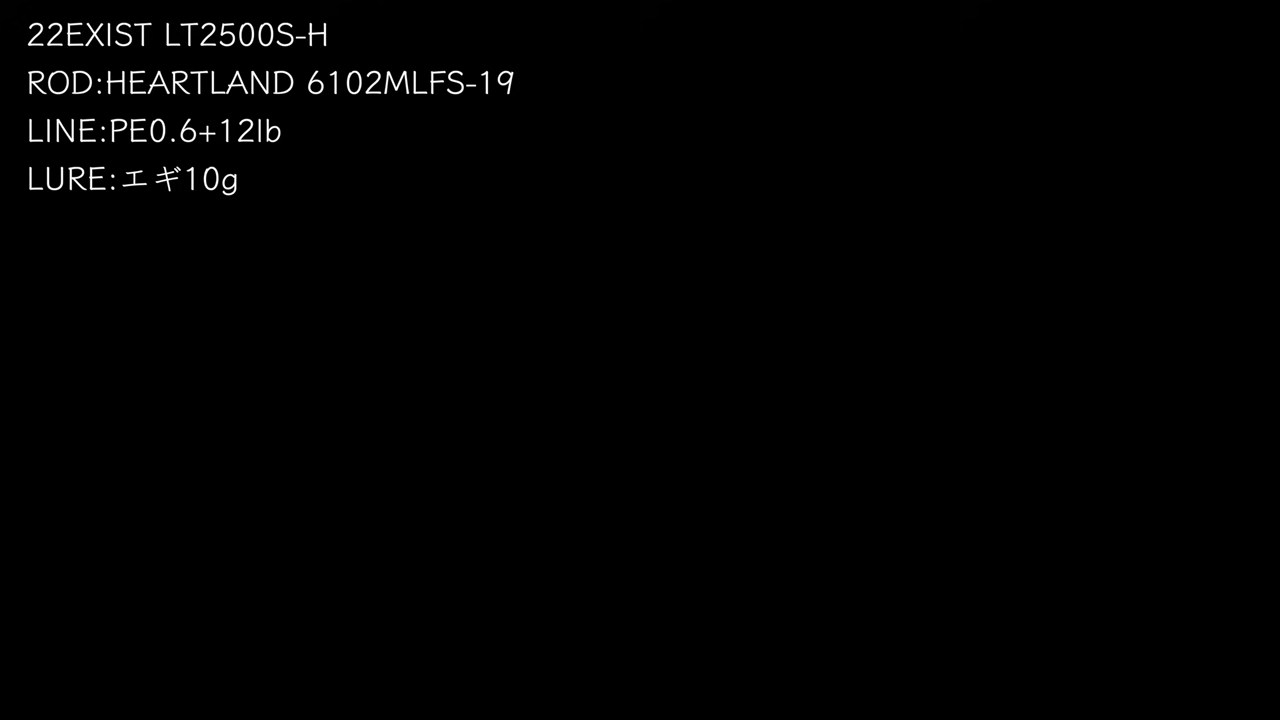 22EXIST LT2500S-H
ROD:HEARTLAND 6102MLFS-19
LINE:PE0.6+12lb
LURE:エギ10g